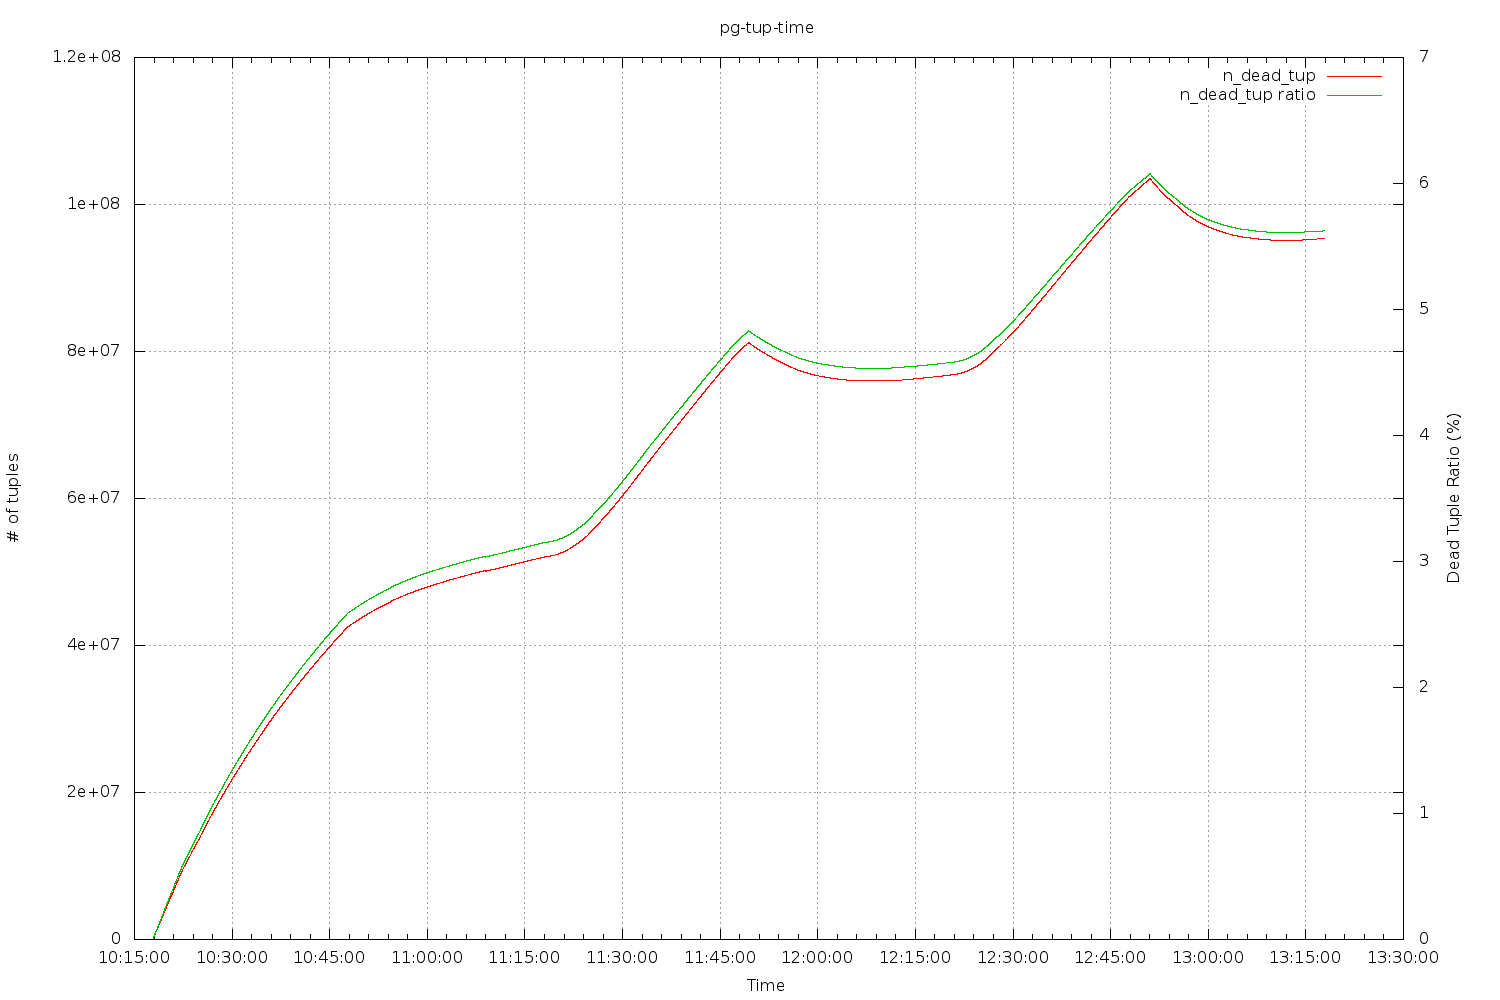 pg-tup-time
1.2e+08
1e+08
8e+07
6e+07
4e+07
2e+07
0
7
6
5
4
3
2
1
0
n_dead_tup
n_dead_tup ratio
# of tuples
Dead Tuple Ratio (%)
10:15:00 10:30:00 10:45:00 11:00:00 11:15:00 11:30:00 11:45:00 12:00:00 12:15:00 12:30:00 12:45:00 13:00:00 13:15:00 13:30:00
Time